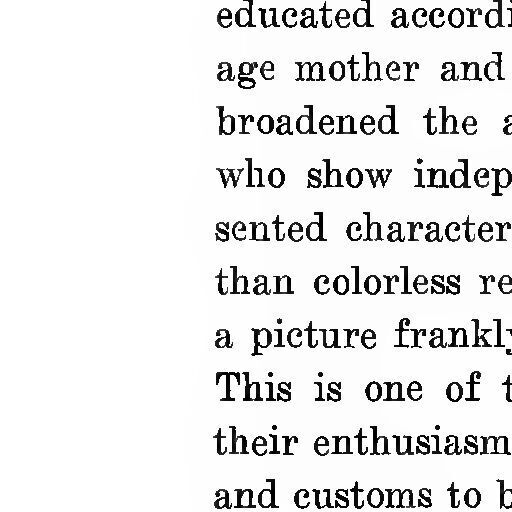 educated accordi
age mother and
broadened the a
who show indep
sented character
than colorless re
a picture frankly
This is one of t
their enthusiasm
and customs to b